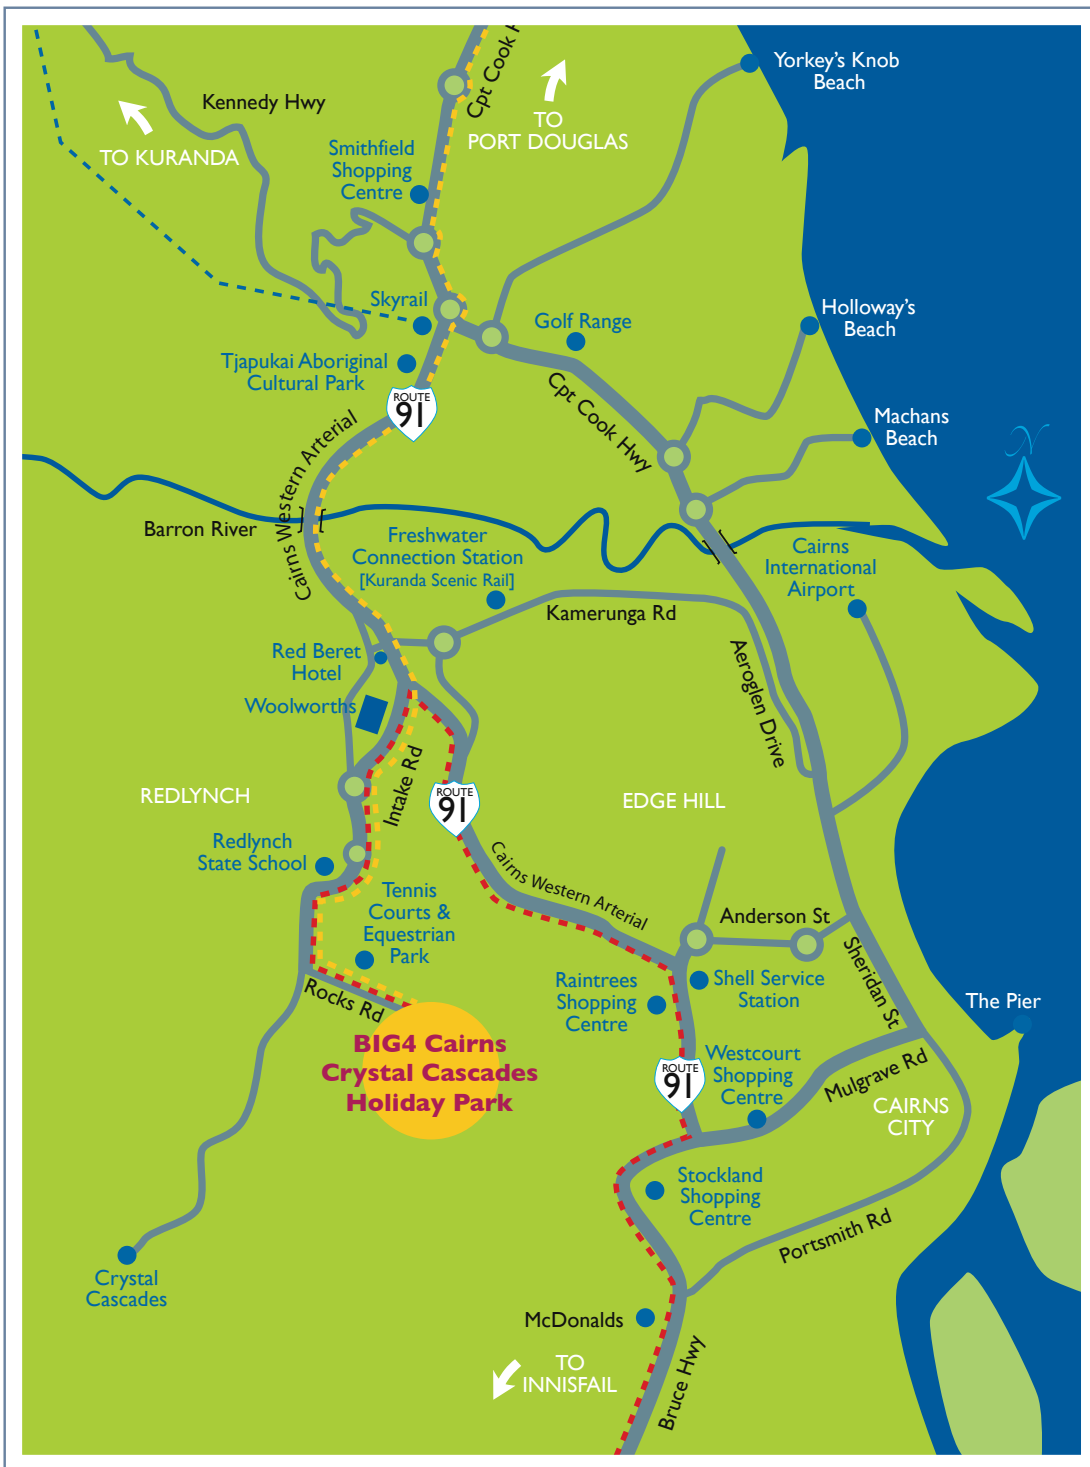 Cpt Cook H
Yorkey's Knob
Beach
Kennedy Hwy
TO
PORT DOUGLAS
TO KURANDA
Smithfield
Shopping
Centre
Skyrail
Golf Range
Holloway's
Beach
Tjapukai Aboriginal
Cultural Park
ROUTE
91
Cpt Cook Hwy
Machans
Beach
N
Cairns Western Arterial
Barron River
Freshwater
Connection Station
[Kuranda Scenic Rail]
Cairns
International
Airport
Kamerunga Rd
Red Beret
Hotel
Aeroglen Drive
Woolworths
Intake Rd
REDLYNCH
ROUTE
91
EDGE HILL
Redlynch
State School
Cairns Western Arterial
Tennis
Courts &
Equestrian
Park
Anderson St
Sheridan St
Raintrees
Shopping
Centre
Shell Service
Station
The Pier
Rocks Rd
BIG4 Cairns
Crystal Cascades
Holiday Park
ROUTE
91
Westcourt
Shopping
Centre
Mulgrave Rd
CAIRNS
CITY
Stockland
Shopping
Centre
Portsmith Rd
Crystal
Cascades
McDonalds
TO
INNISFAIL
Bruce Hwy